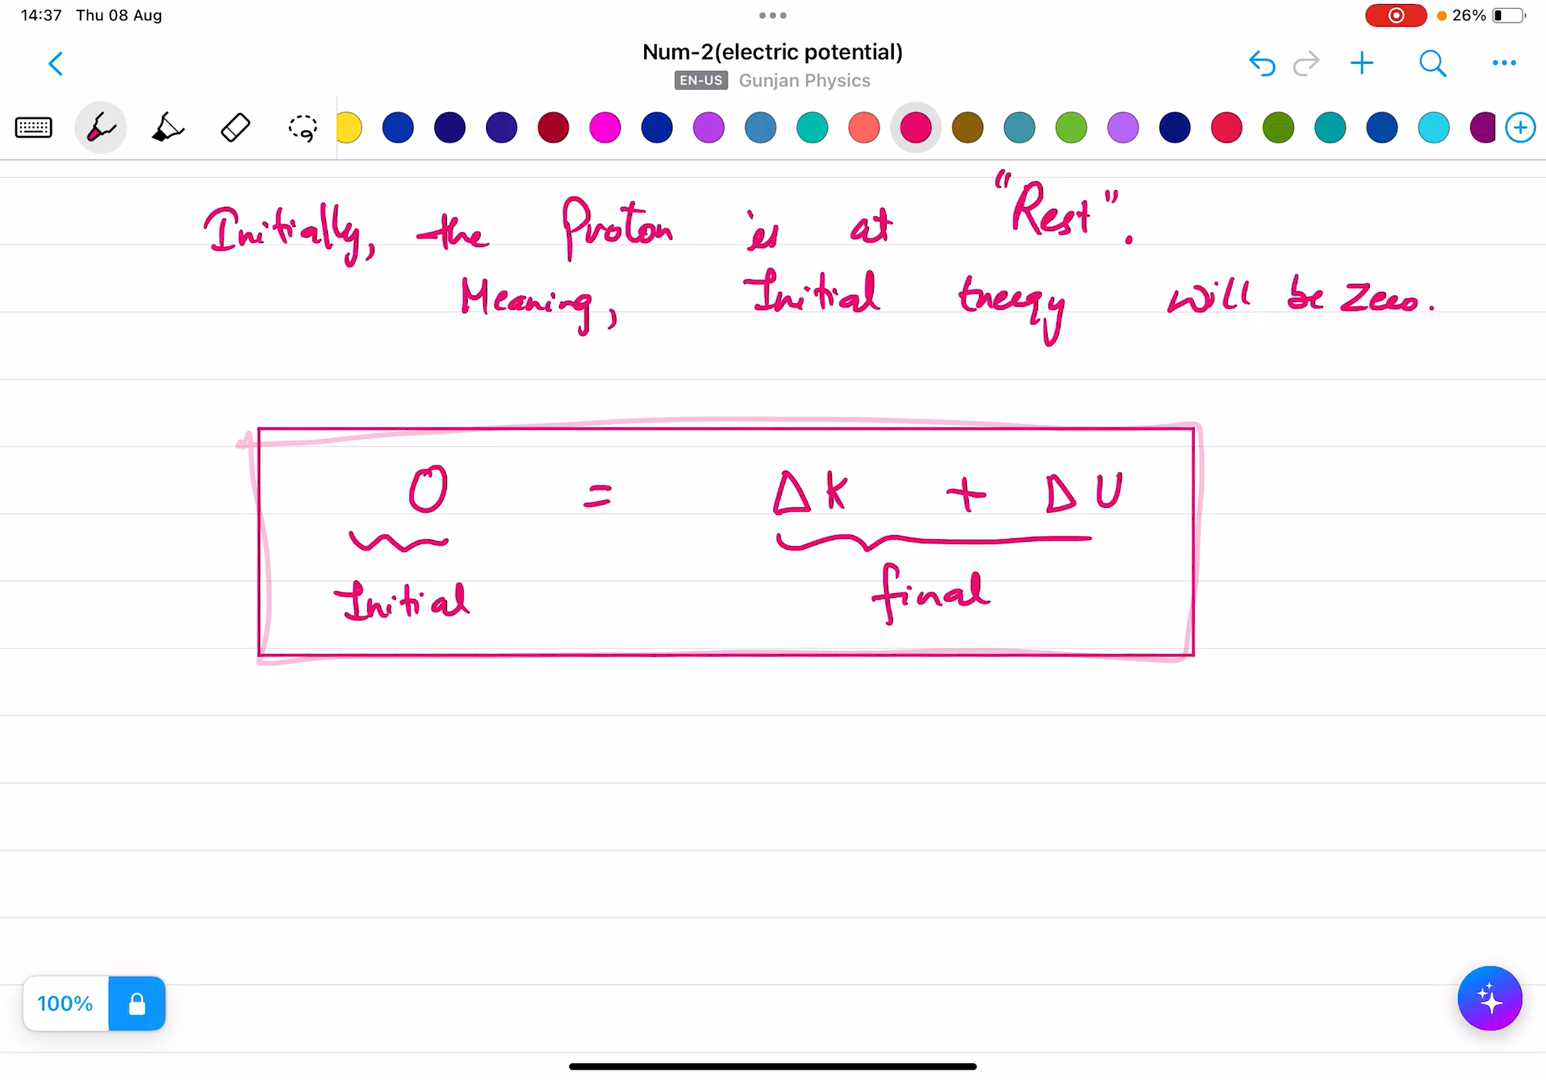 14:37 Thu 08 Aug
26%
Num-2(electric potential)
EN-US Gunjan Physics
Initially, the Proton is at "Rest".
Meaning, Initial Energy will be zero.
0 = ΔK + ΔU
Initial final
100%